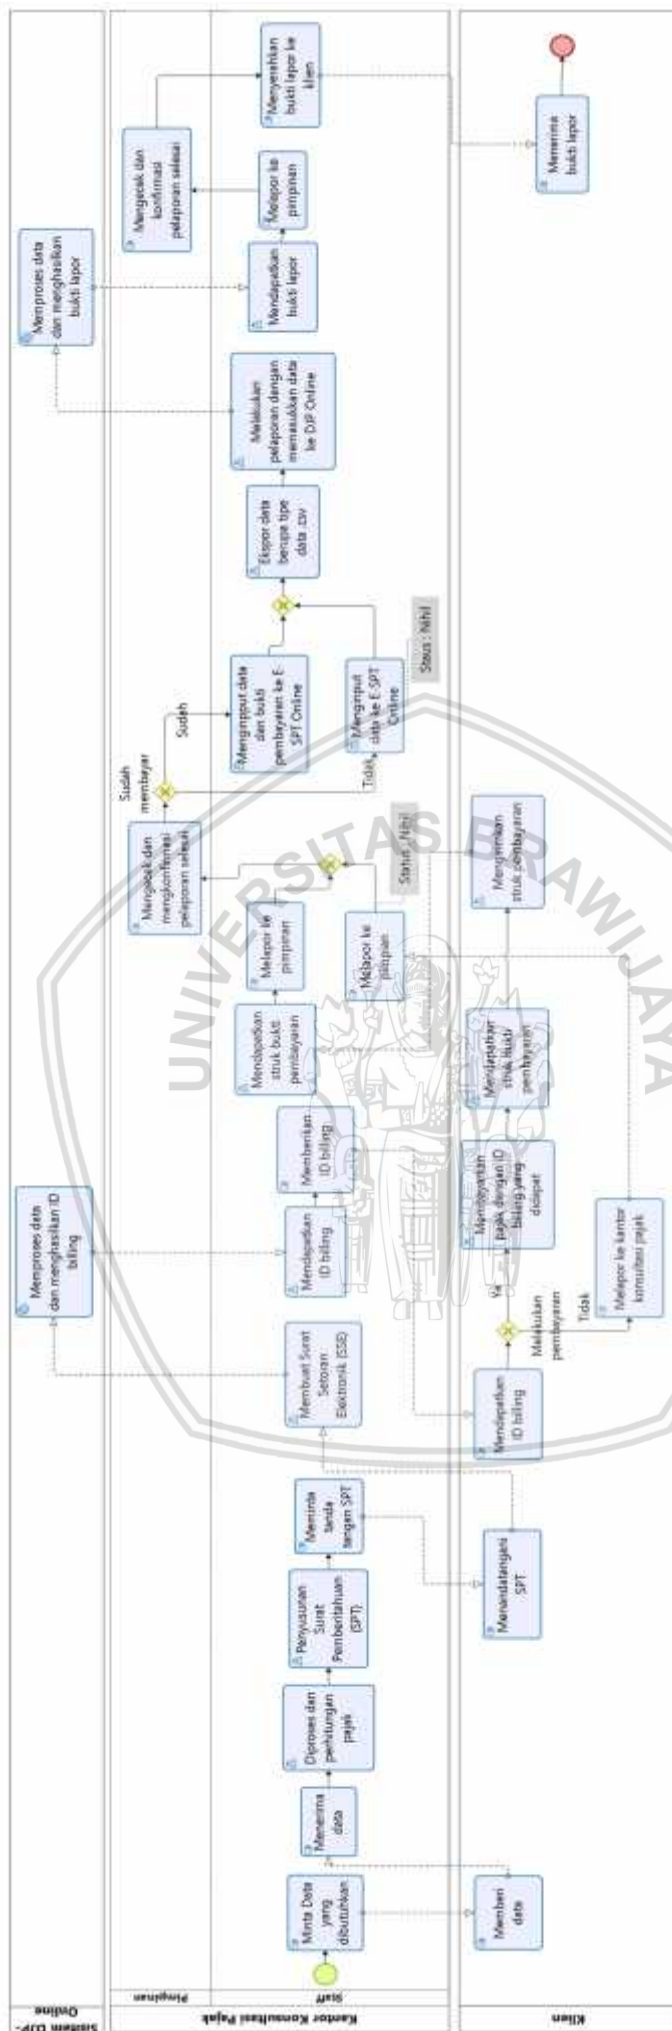 Sistem DJP-
Online
Memproses data
dan menghasilkan ID
billing
Memproses data
dan menghasilkan
bukti lapor
Kantor Konsultasi Pajak
Pimpinan
Mengecek dan
mengkonfirmasi
pelaporan selesai
Sudah
membayar
Sudah
Tidak
Mengecek dan
konfirmasi
pelaporan selesai
Staff
Minta Data
yang
dibutuhkan
Menerima
data
Diproses dan
perhitungan
pajak
Penyusunan
Surat
Pemberitahuan
(SPT)
Meminta
tanda
tangan SPT
Membuat Surat
Setoran
Elektronik (SSE)
Mendapatkan
ID billing
Memberikan
ID billing
Mendapatkan
struk bukti
pembayaran
Melapor ke
pimpinan
Melapor ke
pimpian
Status : Nihil
Menginpput data
dan bukti
pembayaran ke E-
SPT Online
Menginput
data ke E-SPT
Online
Staus : Nihil
Ekspor data
berupa tipe
data .csv
Melakukan
pelaporan dengan
memasukkan data
ke DJP Online
Mendapatkan
bukti lapor
Melapor ke
pimpinan
Menyerahkan
bukti lapor ke
klien
Klien
Memberi
data
Menandatangani
SPT
Mendapatkan
ID billing
Melakukan
pembayaran
Ya
Tidak
Membayarkan
pajak dengan ID
billing yang
didapat
Melapor ke kantor
konsultasi pajak
Mendapatkan
struk Bukti
pembayaran
Mengirimkan
struk pembayaran
Menerima
bukti lapor
UNIVERSITAS BRAWIJAYA